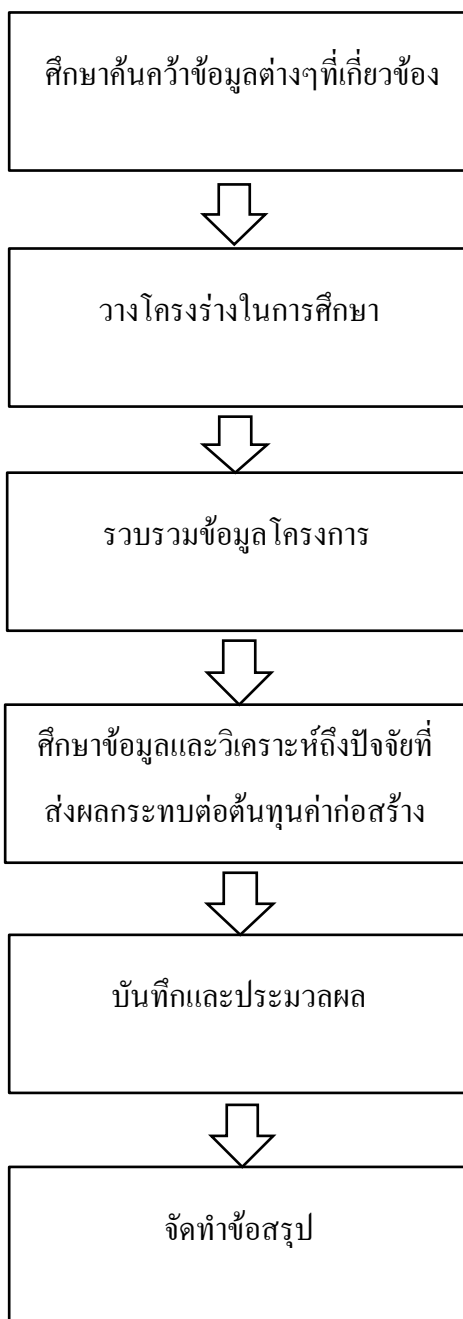 ศึกษาค้นคว้าข้อมูลต่างๆที่เกี่ยวข้อง
วางโครงร่างในการศึกษา
รวบรวมข้อมูลโครงการ
ศึกษาข้อมูลและวิเคราะห์ถึงปัจจัยที่
ส่งผลกระทบต่อต้นทุนค่าก่อสร้าง
บันทึกและประมวลผล
จัดทำข้อสรุป